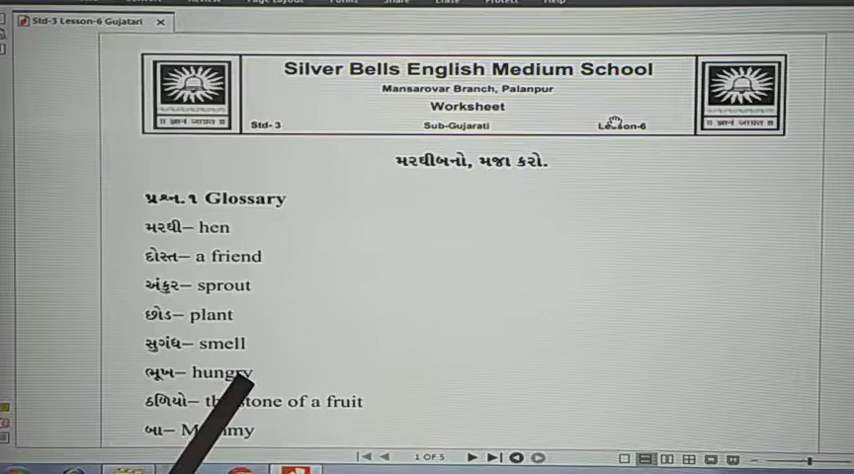 Std-3 Lesson-6 Gujatari
Silver Bells English Medium School
Mansarovar Branch, Palanpur
Worksheet
Std- 3 Sub-Gujarati
મરઘીબનો, મજા કરો.
પ્રશ્ન.૧ Glossary
મરઘી– hen
દોસ્ત– a friend
અંકુર– sprout
છોડ– plant
સુગંધ– smell
ભૂખ– hungry
ઠળિયો– stone of a fruit
બા–
1 OF 5